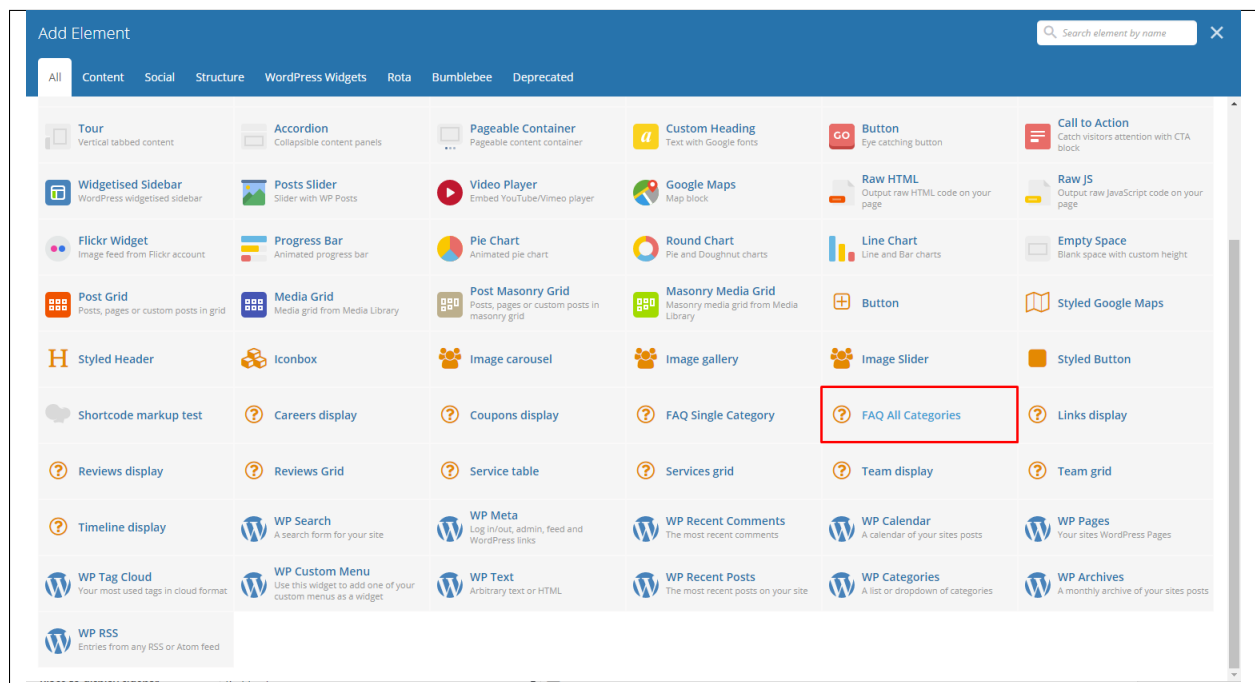 Add Element
Search element by name
All Content Social Structure WordPress Widgets Rota Bumblebee Deprecated
Tour
Vertical tabbed content
Accordion
Collapsible content panels
Pageable Container
Pageable content container
Custom Heading
Text with Google fonts
Button
Eye catching button
Call to Action
Catch visitors attention with CTA
block
Widgetised Sidebar
WordPress widgetised sidebar
Posts Slider
Slider with WP Posts
Video Player
Embed YouTube/Vimeo player
Google Maps
Map block
Raw HTML
Output raw HTML code on your
page
Raw JS
Output raw JavaScript code on your
page
Flickr Widget
Image feed from Flickr account
Progress Bar
Animated progress bar
Pie Chart
Animated pie chart
Round Chart
Pie and Doughnut charts
Line Chart
Line and Bar charts
Empty Space
Blank space with custom height
Post Grid
Posts, pages or custom posts in grid
Media Grid
Media grid from Media Library
Post Masonry Grid
Posts, pages or custom posts in
masonry grid
Masonry Media Grid
Masonry media grid from Media
Library
Button
Styled Google Maps
Styled Header
Iconbox
Image carousel
Image gallery
Image Slider
Styled Button
Shortcode markup test
Careers display
Coupons display
FAQ Single Category
FAQ All Categories
Links display
Reviews display
Reviews Grid
Service table
Services grid
Team display
Team grid
Timeline display
WP Search
A search form for your site
WP Meta
Log in/out, admin, feed and
WordPress links
WP Recent Comments
The most recent comments
WP Calendar
A calendar of your sites posts
WP Pages
Your sites WordPress Pages
WP Tag Cloud
Your most used tags in cloud format
WP Custom Menu
Use this widget to add one of your
custom menus as a widget
WP Text
Arbitrary text or HTML
WP Recent Posts
The most recent posts on your site
WP Categories
A list or dropdown of categories
WP Archives
A monthly archive of your sites posts
WP RSS
Entries from any RSS or Atom feed